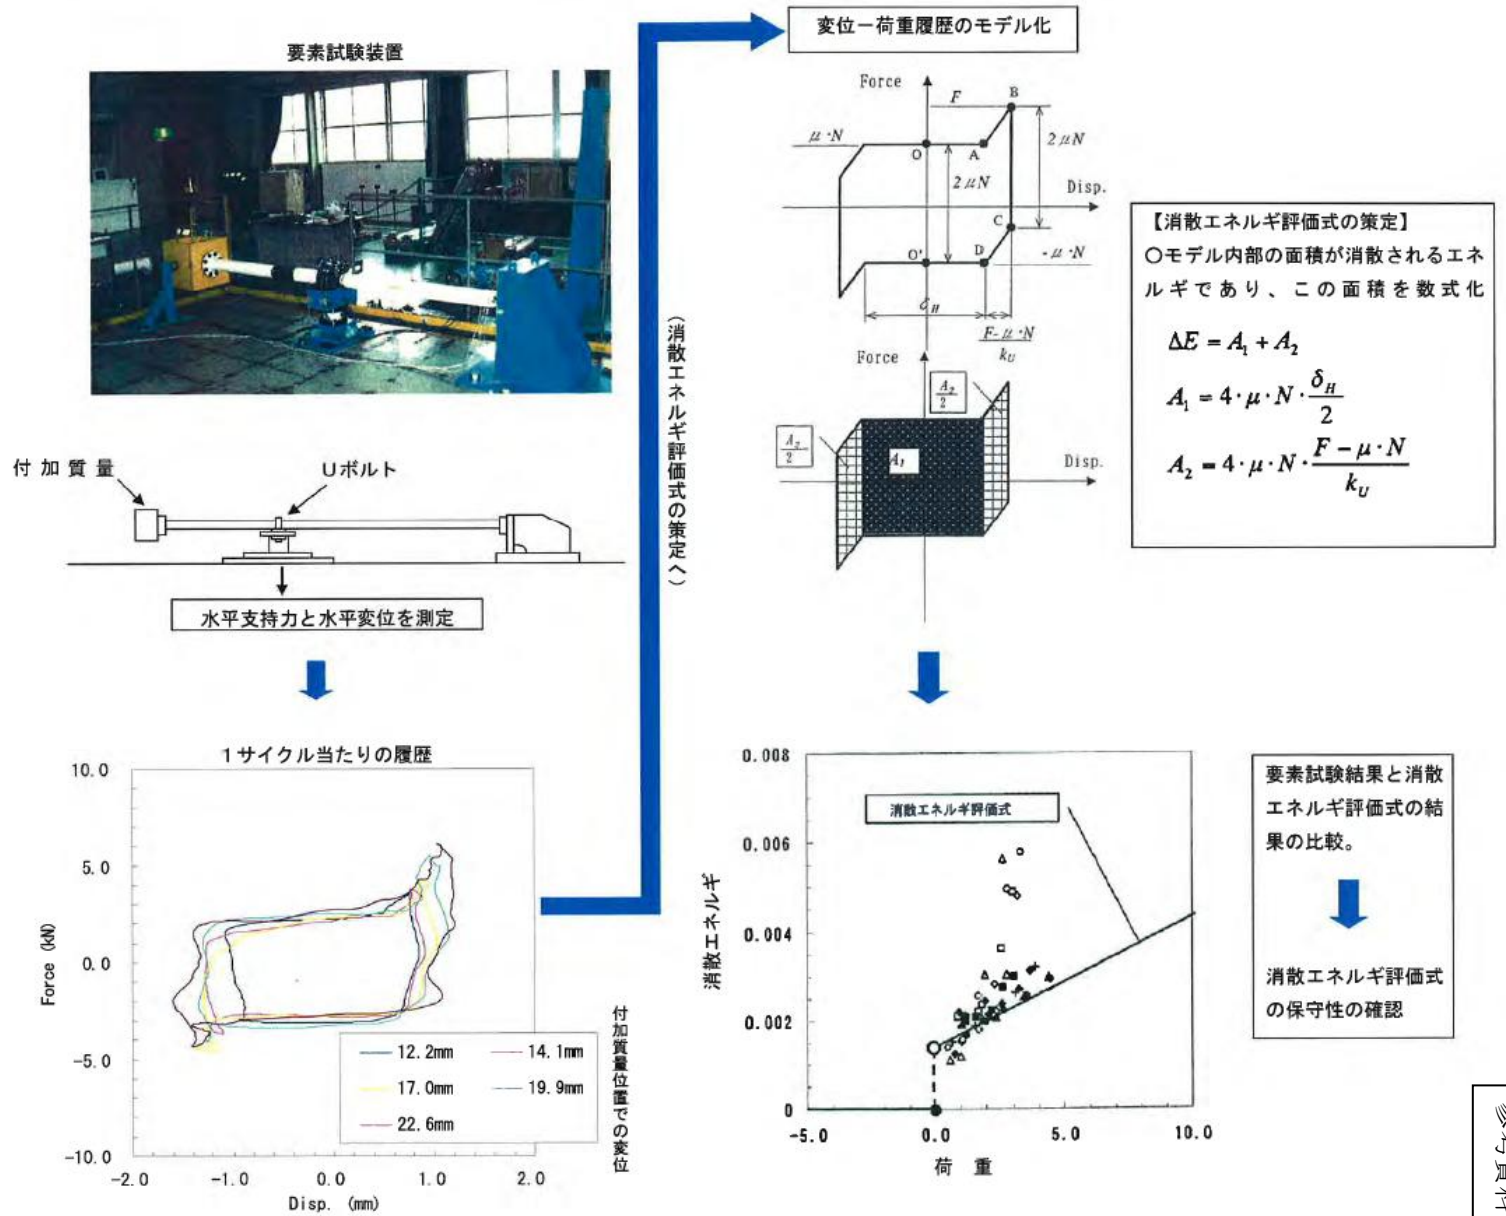 要素試験装置
付加質量
Uボルト
水平支持力と水平変位を測定
1サイクル当たりの履歴
10.0
5.0
0.0
-5.0
-10.0
Force (kN)
-2.0 -1.0 0.0 1.0 2.0
Disp. (mm)
12.2mm 14.1mm
17.0mm 19.9mm
22.6mm
付加質量位置での変位
(消散エネルギ評価式の策定へ)
変位-荷重履歴のモデル化
Force
F
B
μ·N
O
A
2μN
2μN
Disp.
C
O'
D
-μ·N
δH
F-μ·N
kU
Force
A2
2
A2
2
A1
Disp.
【消散エネルギ評価式の策定】
○モデル内部の面積が消散されるエネ
ルギであり、この面積を数式化
ΔE = A1 + A2
A1 = 4·μ·N·δH/2
A2 = 4·μ·N·(F-μ·N)/kU
0.008
0.006
0.004
0.002
0
消散エネルギ
消散エネルギ評価式
-5.0 0.0 5.0 10.0
荷 重
要素試験結果と消散
エネルギ評価式の結
果の比較。
消散エネルギ評価式
の保守性の確認